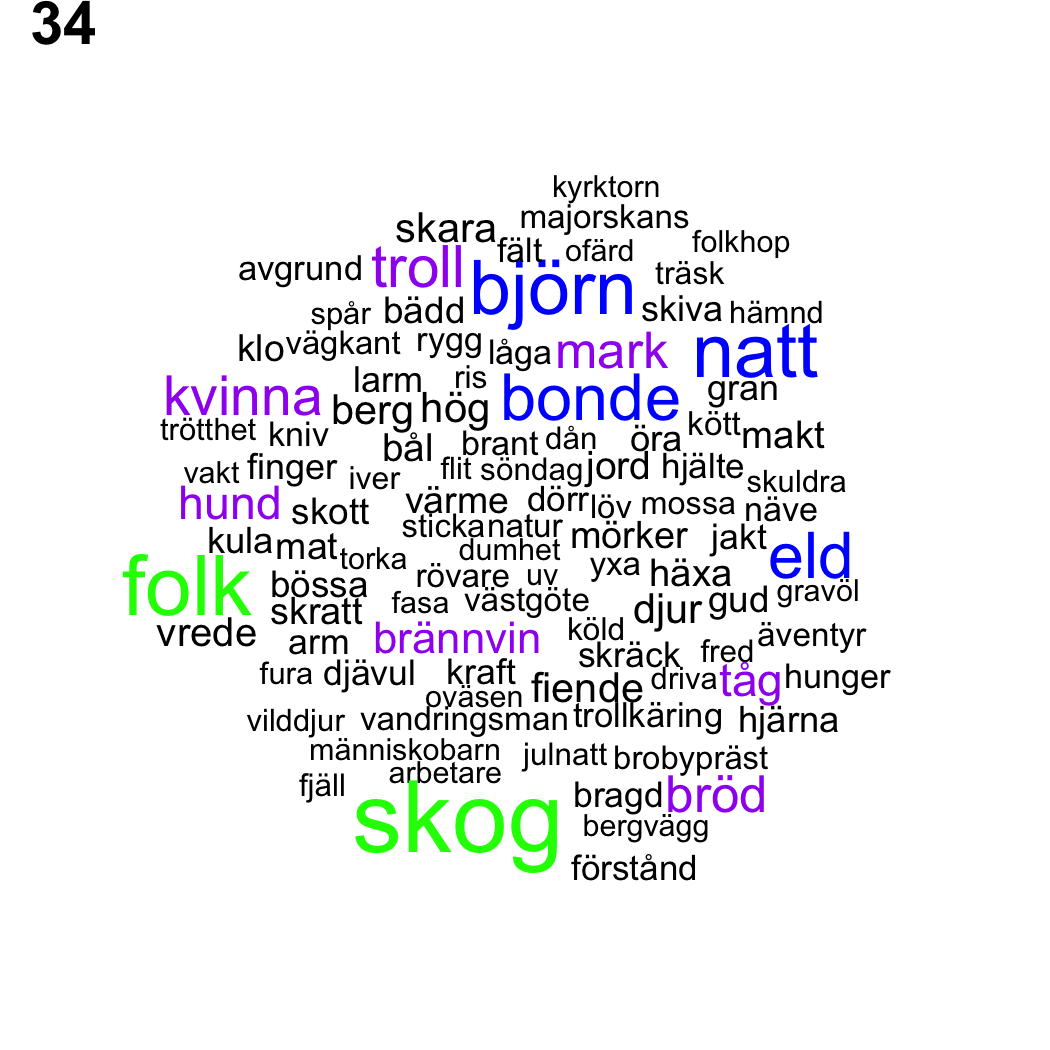 34
kyrktorn
skara majorskans
fält ofärd folkhop
avgrund troll björn träsk
spår bädd skiva hämnd
klo vägkant rygg låga mark natt
kvinna larm ris bonde gran
berg hög
trötthet kniv bål brant dån öra kött makt
vakt finger iver flit söndag jord hjälte skuldra
hund skott värme dörr löv mossa näve
kula mat torka sticka natur mörker jakt eld
dumhet
folk bössa rövare uv yxa häxa
skratt fasa västgöte djur gud gravöl
vrede arm brännvin köld äventyr
skräck fred
fura djävul kraft fiende driva tåg hunger
oväsen
vilddjur vandringsman trollkäring hjärna
människobarn julnatt brobypräst
fjäll arbetare
skog bragd bröd
bergvägg
förstånd